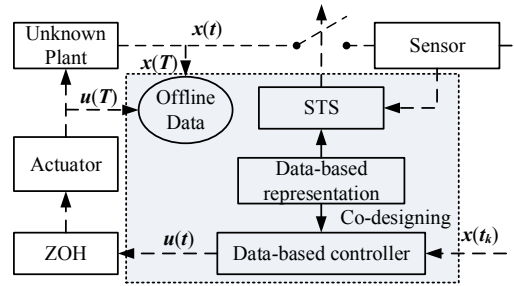 Unknown
Plant
x(t)
Sensor
x(T)
Offline
Data
u(T)
STS
Actuator
Data-based
representation
Co-designing
ZOH
u(t)
Data-based controller
x(tk)